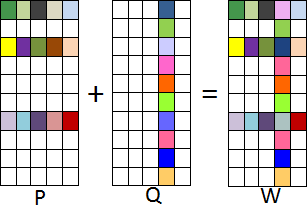 + =
P Q W